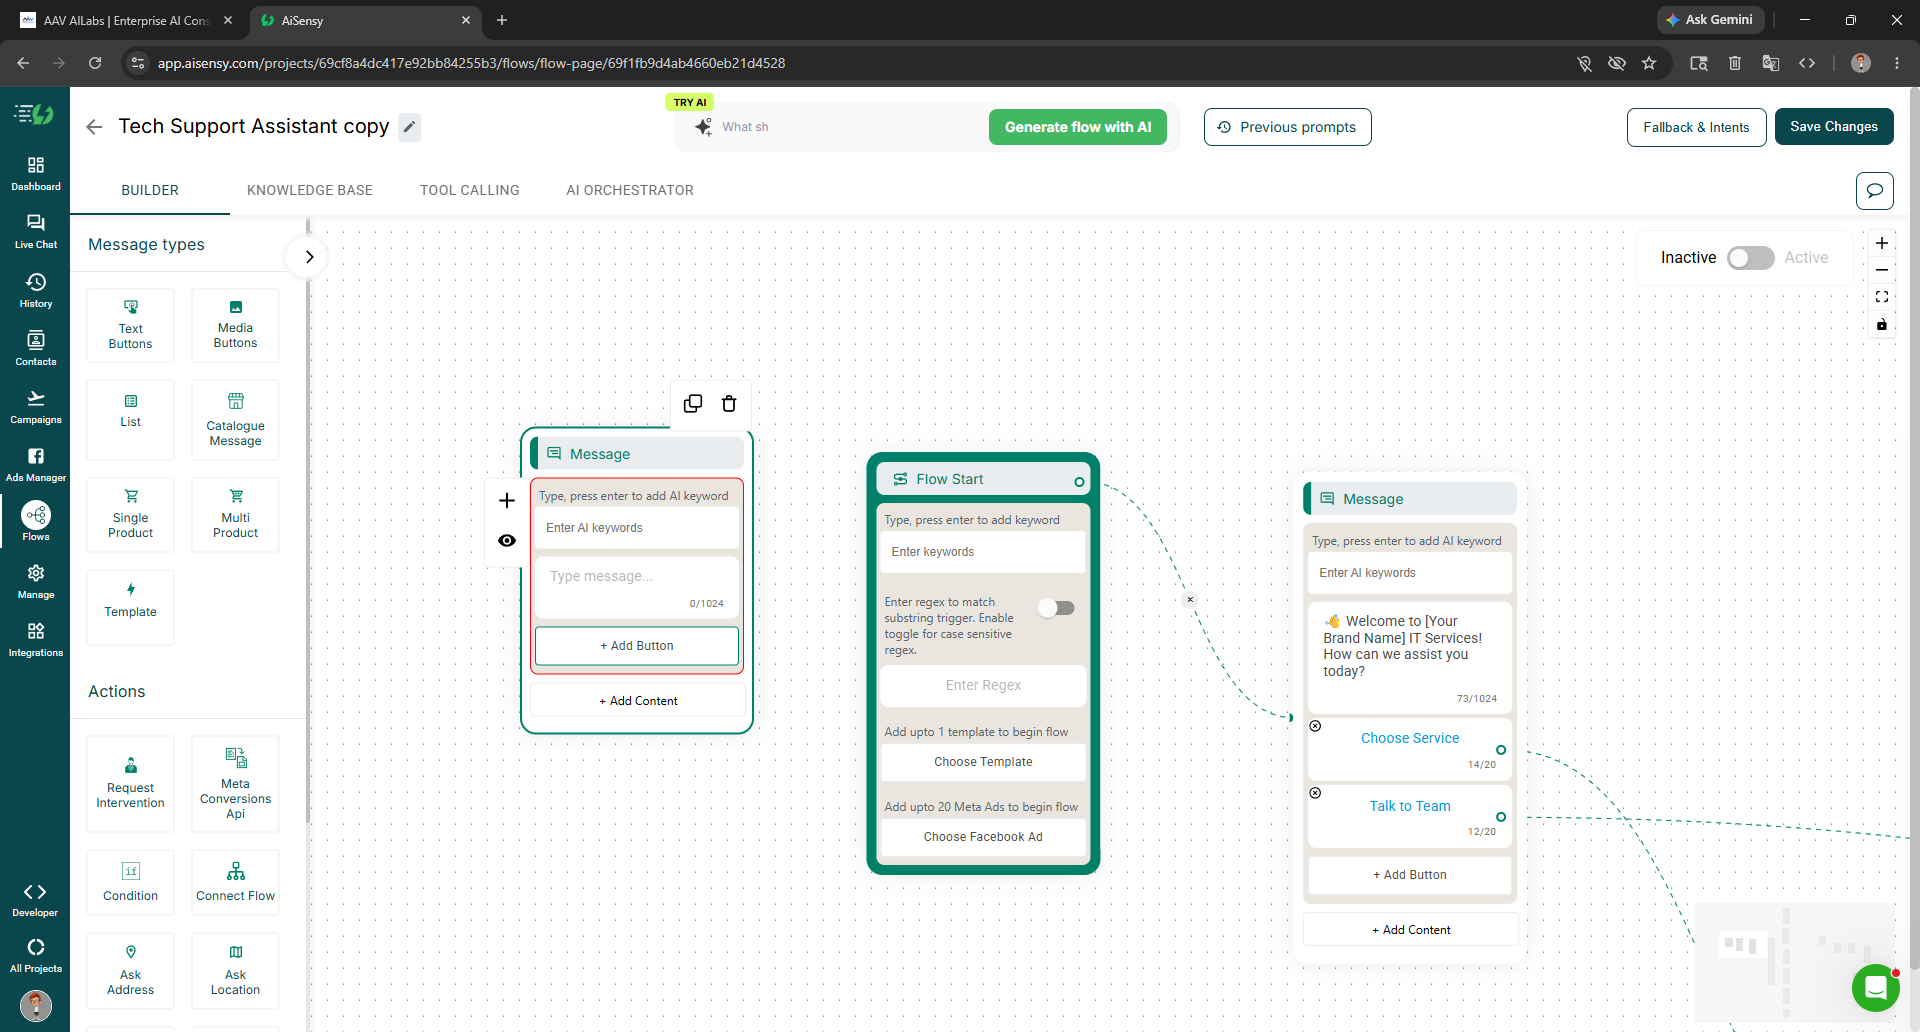 AAV AILabs | Enterprise AI Cons
AiSensy
Ask Gemini
app.aisensy.com/projects/69cf8a4dc417e92bb84255b3/flows/flow-page/69f1fb9d4ab4660eb21d4528
Dashboard
Live Chat
History
Contacts
Campaigns
Ads Manager
Flows
Manage
Integrations
Developer
All Projects
Tech Support Assistant copy
TRY AI
What sh
Generate flow with AI
Previous prompts
Fallback & Intents
Save Changes
BUILDER
KNOWLEDGE BASE
TOOL CALLING
AI ORCHESTRATOR
Message types
Text
Buttons
Media
Buttons
List
Catalogue
Message
Single
Product
Multi
Product
Template
Actions
Request
Intervention
Meta
Conversions
Api
if
Condition
Connect Flow
Ask
Address
Ask
Location
Inactive
Active
Message
Type, press enter to add AI keyword
Enter AI keywords
Type message...
0/1024
+ Add Button
+ Add Content
Flow Start
Type, press enter to add keyword
Enter keywords
Enter regex to match
substring trigger. Enable
toggle for case sensitive
regex.
Enter Regex
Add upto 1 template to begin flow
Choose Template
Add upto 20 Meta Ads to begin flow
Choose Facebook Ad
Message
Type, press enter to add AI keyword
Enter AI keywords
👋 Welcome to [Your
Brand Name] IT Services!
How can we assist you
today?
73/1024
Choose Service
14/20
Talk to Team
12/20
+ Add Button
+ Add Content